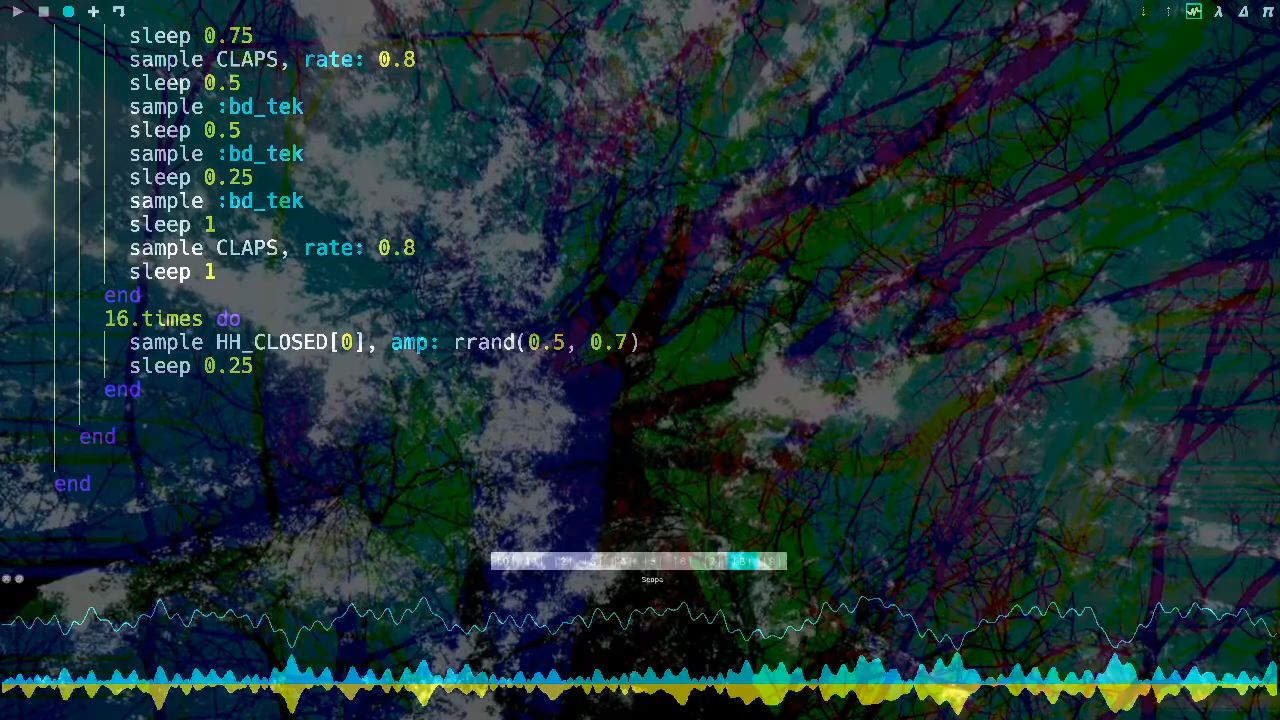 sleep 0.75
sample CLAPS, rate: 0.8
sleep 0.5
sample :bd_tek
sleep 0.5
sample :bd_tek
sleep 0.25
sample :bd_tek
sleep 1
sample CLAPS, rate: 0.8
sleep 1
end
16.times do
sample HH_CLOSED[0], amp: rrand(0.5, 0.7)
sleep 0.25
end
end
end
Scope